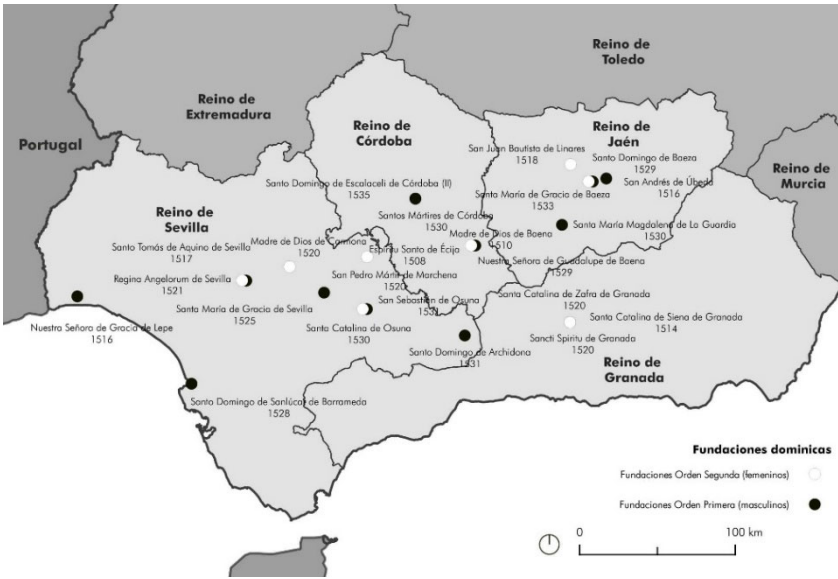 Reino de
Toledo
Reino de
Extremadura
Portugal
Reino de
Córdoba
Reino de
Jaén
Reino de
Murcia
San Juan Bautista de Linares
1518
Santo Domingo de Baeza
1529
San Andrés de Úbeda
1516
Santa María de Gracia de Baeza
1533
Santo Domingo de Escalaceli de Córdoba (II)
1535
Santos Mártires de Córdoba
1530
Santa María Magdalena de La Guardia
1530
Reino de
Sevilla
Madre de Dios de Carmona
1520
Espíritu Santo de Écija
1508
Madre de Dios de Baena
1510
Santo Tomás de Aquino de Sevilla
1517
Nuestra Señora de Guadalupe de Baena
1529
Regina Angelorum de Sevilla
1521
San Pedro Mártir de Marchena
1520
San Sebastián de Osuna
1531
Santa Catalina de Zafra de Granada
1520
Santa María de Gracia de Sevilla
1525
Santa Catalina de Siena de Granada
1514
Nuestra Señora de Gracia de Lepe
1516
Santa Catalina de Osuna
1530
Sancti Spiritu de Granada
1520
Santo Domingo de Archidona
1531
Reino de
Granada
Santo Domingo de Sanlúcar de Barrameda
1528
Fundaciones dominicas
Fundaciones Orden Segunda (femeninos)
Fundaciones Orden Primera (masculinos)
0 100 km